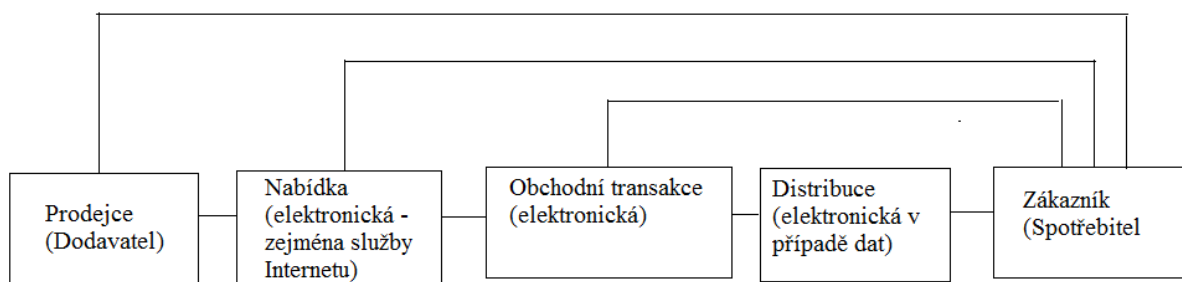 Prodejce
(Dodavatel)
Nabídka
(elektronická -
zejména služby
Internetu)
Obchodní transakce
(elektronická)
Distribuce
(elektronická v
případě dat)
Zákazník
(Spotřebitel